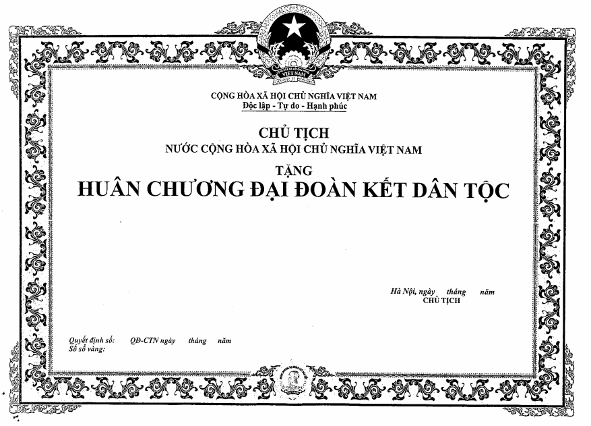 VIỆT NAM
CỘNG HÒA XÃ HỘI CHỦ NGHĨA VIỆT NAM
Độc lập - Tự do - Hạnh phúc
CHỦ TỊCH
NƯỚC CỘNG HÒA XÃ HỘI CHỦ NGHĨA VIỆT NAM
TẶNG
HUÂN CHƯƠNG ĐẠI ĐOÀN KẾT DÂN TỘC
Hà Nội, ngày tháng năm
CHỦ TỊCH
Quyết định số: QĐ-CTN ngày tháng năm
Số sổ vàng: